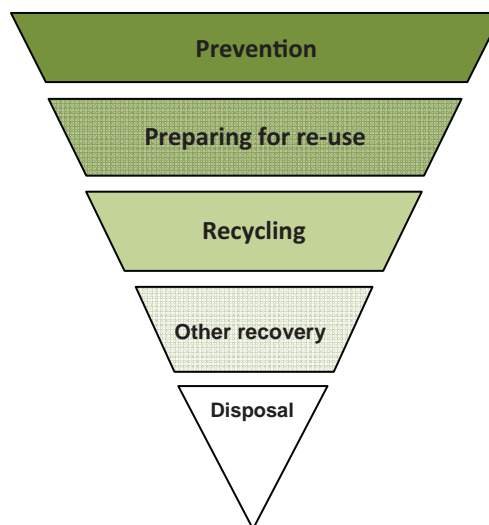 Prevention
Preparing for re-use
Recycling
Other recovery
Disposal